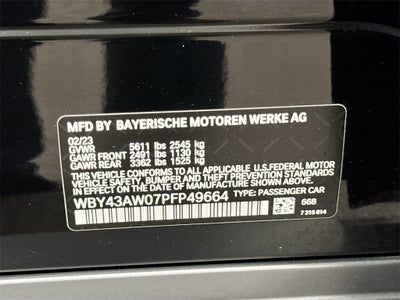 MFD BY BAYERISCHE MOTOREN WERKE AG
02/23
GVWR 5611 lbs 2545 kg
GAWR FRONT 2491 lbs 1130 kg
GAWR REAR 3362 lbs 1525 kg
THIS VEHICLE CONFORMS TO ALL APPLICABLE U.S.FEDERAL MOTOR
VEHICLE SAFETY, BUMPER, AND THEFT PREVENTION STANDARDS
IN EFFECT ON THE DATE OF MANUFACTURE SHOWN ABOVE.
WBY43AW07PFP49664 TYPE: PASSENGER CAR
668
7 315 814